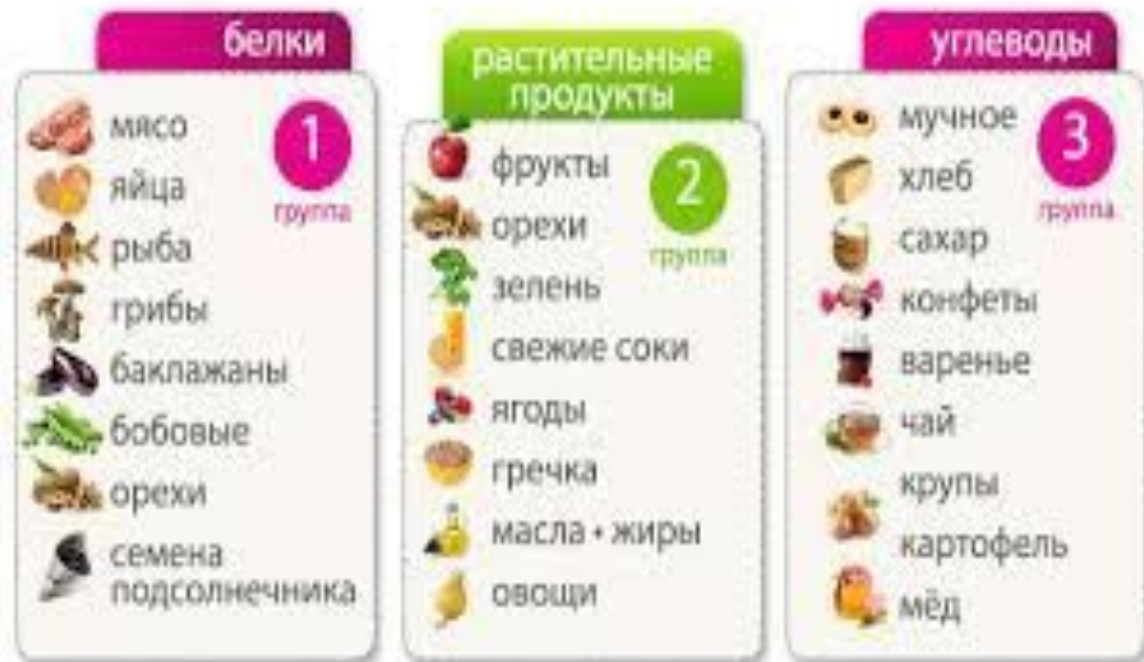 белки
1
группа
мясо
яйца
рыба
грибы
баклажаны
бобовые
орехи
семена
подсолнечника
растительные
продукты
2
группа
фрукты
орехи
зелень
свежие соки
ягоды
гречка
масла • жиры
овощи
углеводы
3
группа
мучное
хлеб
сахар
конфеты
варенье
чай
крупы
картофель
мёд